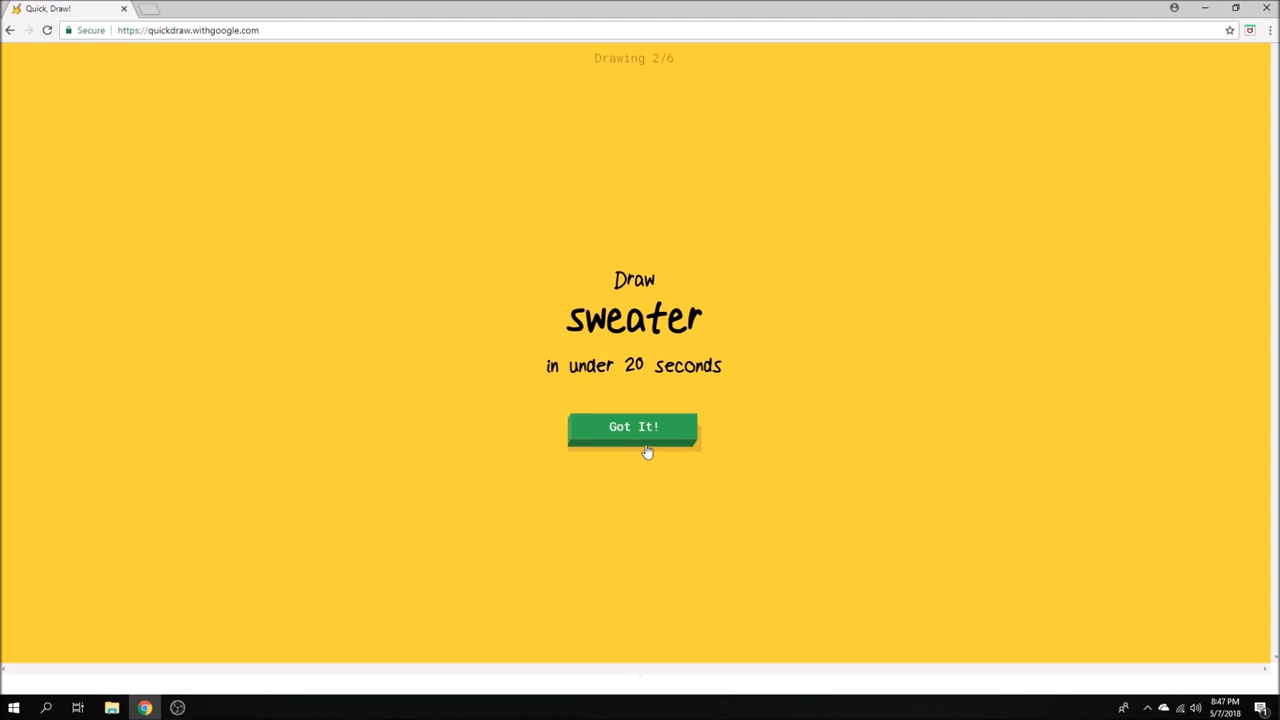 Quick, Draw!
Secure
https://quickdraw.withgoogle.com
Drawing 2/6
Draw
sweater
in under 20 seconds
Got It!
8:47 PM
5/7/2018
1